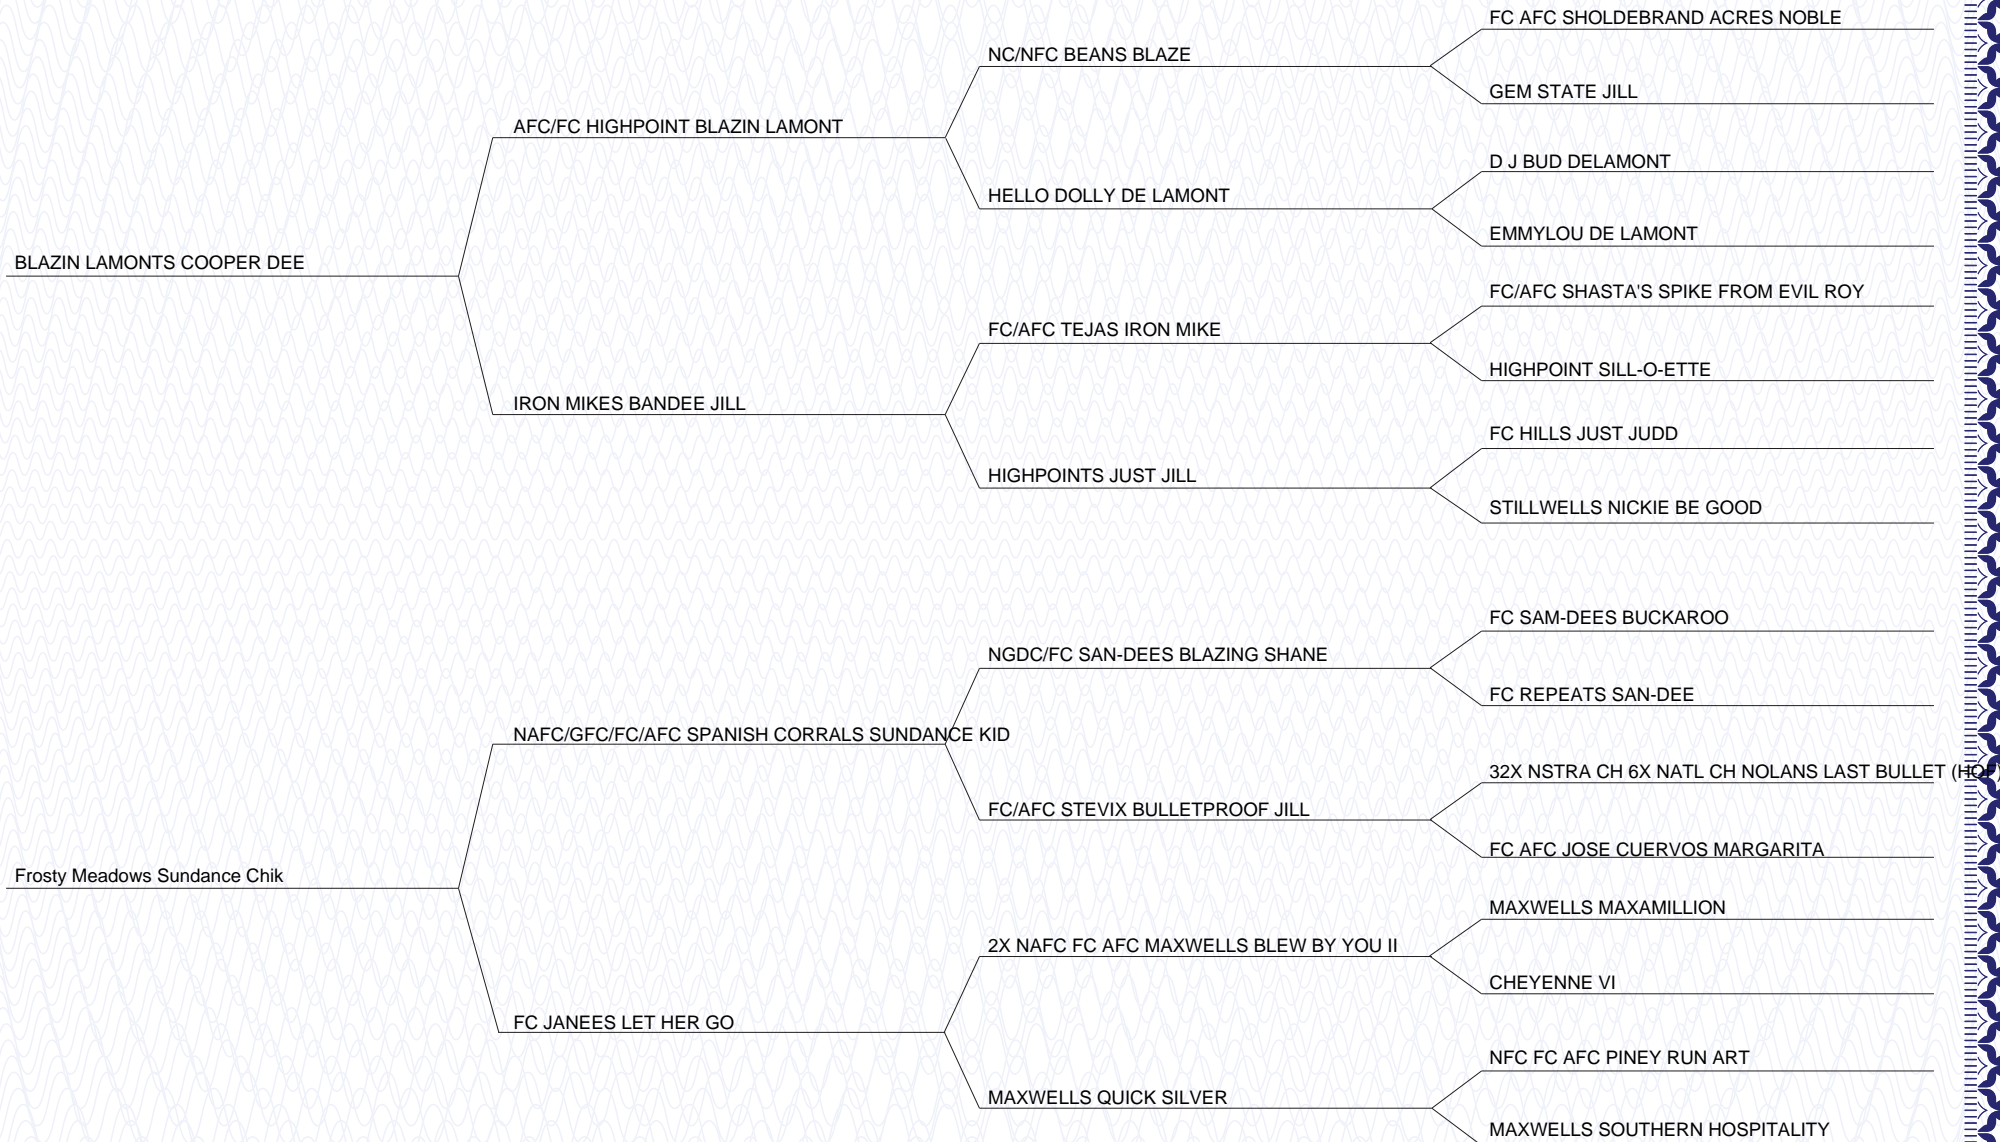 FC AFC SHOLDEBRAND ACRES NOBLE
NC/NFC BEANS BLAZE
GEM STATE JILL
AFC/FC HIGHPOINT BLAZIN LAMONT
D J BUD DELAMONT
HELLO DOLLY DE LAMONT
EMMYLOU DE LAMONT
BLAZIN LAMONTS COOPER DEE
FC/AFC SHASTA'S SPIKE FROM EVIL ROY
FC/AFC TEJAS IRON MIKE
HIGHPOINT SILL-O-ETTE
IRON MIKES BANDEE JILL
FC HILLS JUST JUDD
HIGHPOINTS JUST JILL
STILLWELLS NICKIE BE GOOD
FC SAM-DEES BUCKAROO
NGDC/FC SAN-DEES BLAZING SHANE
FC REPEATS SAN-DEE
NAFC/GFC/FC/AFC SPANISH CORRALS SUNDANCE KID
32X NSTRA CH 6X NATL CH NOLANS LAST BULLET (HOF)
FC/AFC STEVIX BULLETPROOF JILL
FC AFC JOSE CUERVOS MARGARITA
Frosty Meadows Sundance Chik
MAXWELLS MAXAMILLION
2X NAFC FC AFC MAXWELLS BLEW BY YOU II
CHEYENNE VI
FC JANEES LET HER GO
NFC FC AFC PINEY RUN ART
MAXWELLS QUICK SILVER
MAXWELLS SOUTHERN HOSPITALITY